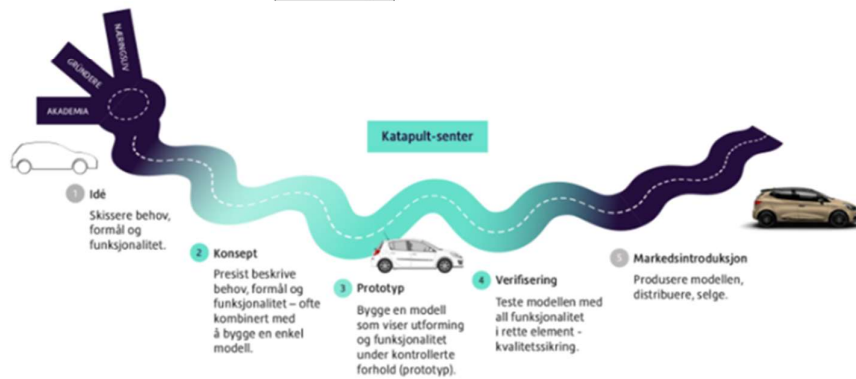 NÆRINGSLIV
GRÜNDERE
AKADEMIA
Katapult-senter
1 Idé
Skissere behov,
formål og
funksjonalitet.
2 Konsept
Presist beskrive
behov, formål og
funksjonalitet – ofte
kombinert med
å bygge en enkel
modell.
3 Prototyp
Bygge en modell
som viser utforming
og funksjonalitet
under kontrollerte
forhold (prototyp).
4 Verifisering
Teste modellen med
all funksjonalitet
i rette element -
kvalitetssikring.
5 Markedsintroduksjon
Produsere modellen,
distribuere, selge.